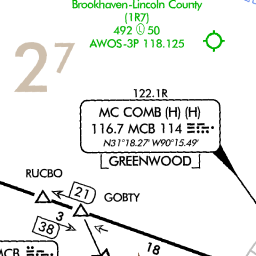 Brookhaven-Lincoln County
(1R7)
492 Ⓛ 50
AWOS-3P 118.125
27
122.1R
MC COMB (H) (H)
116.7 MCB 114
N31°18.27' W90°15.49'
GREENWOOD
RUCBO
21
GOBTY
3
38
18
MCB